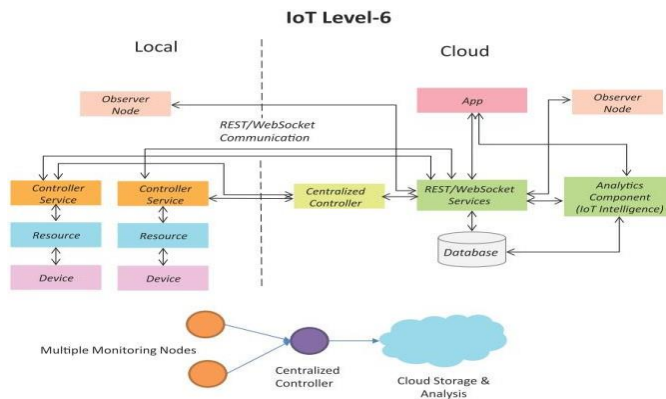 IoT Level-6
Local
Cloud
Observer
Node
App
Observer
Node
REST/WebSocket
Communication
Controller
Service
Controller
Service
Centralized
Controller
REST/WebSocket
Services
Analytics
Component
(IoT Intelligence)
Resource
Resource
Database
Device
Device
Multiple Monitoring Nodes
Centralized
Controller
Cloud Storage &
Analysis